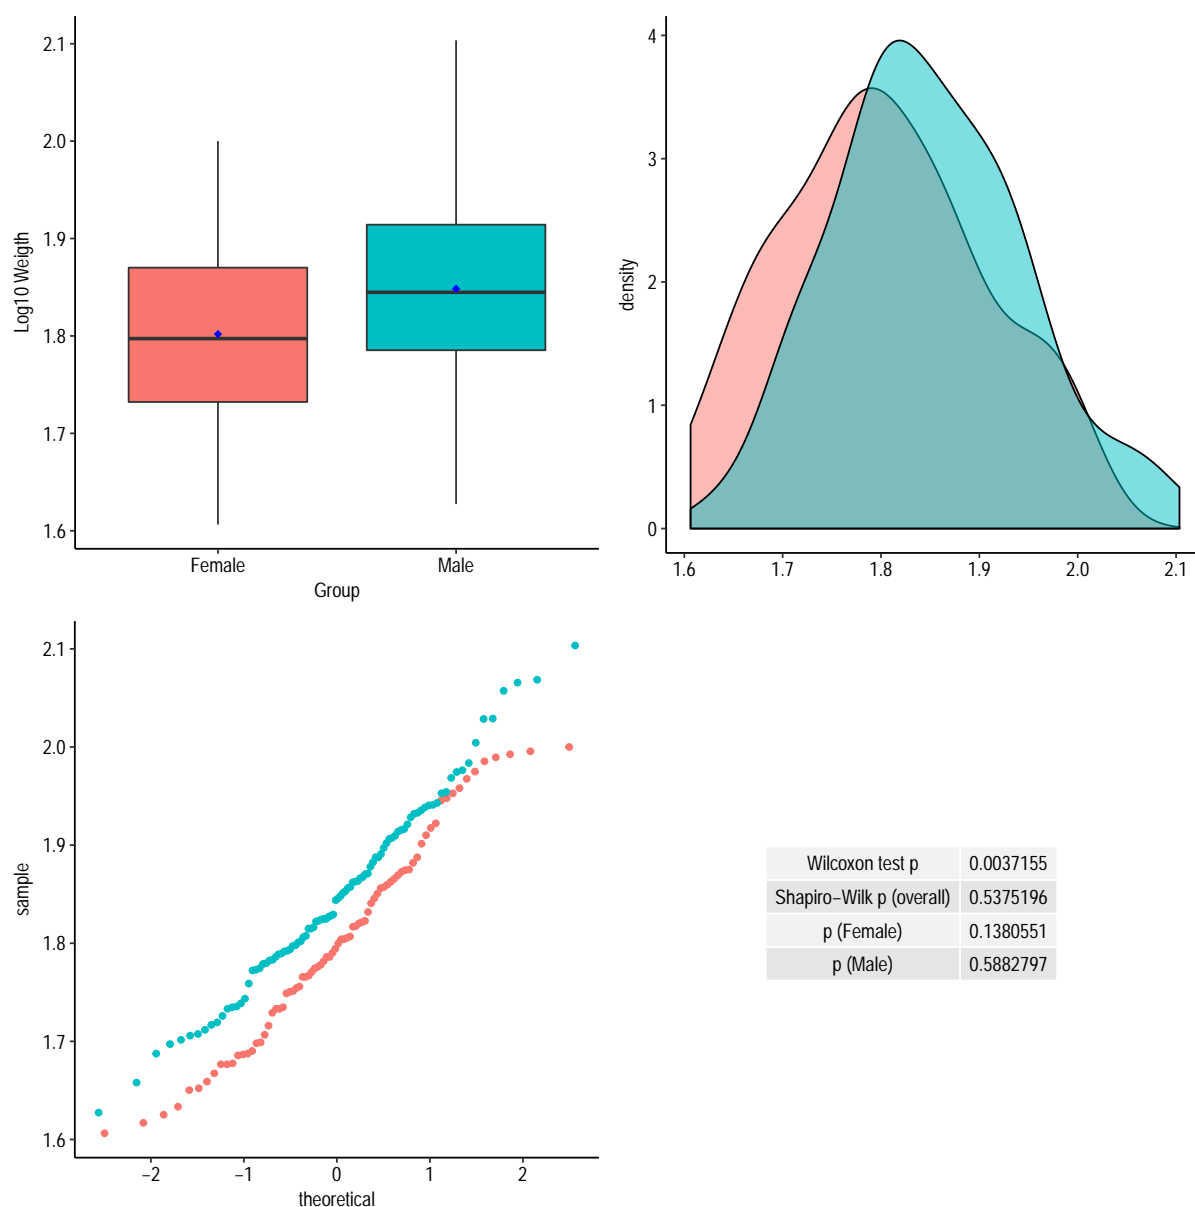 2.1
2.0
1.9
1.8
1.7
1.6
Log10 Weigth
Female
Male
Group
4
3
2
1
0
density
1.6
1.7
1.8
1.9
2.0
2.1
2.1
2.0
1.9
1.8
1.7
1.6
sample
−2
−1
0
1
2
theoretical
Wilcoxon test p 0.0037155
Shapiro−Wilk p (overall) 0.5375196
p (Female) 0.1380551
p (Male) 0.5882797